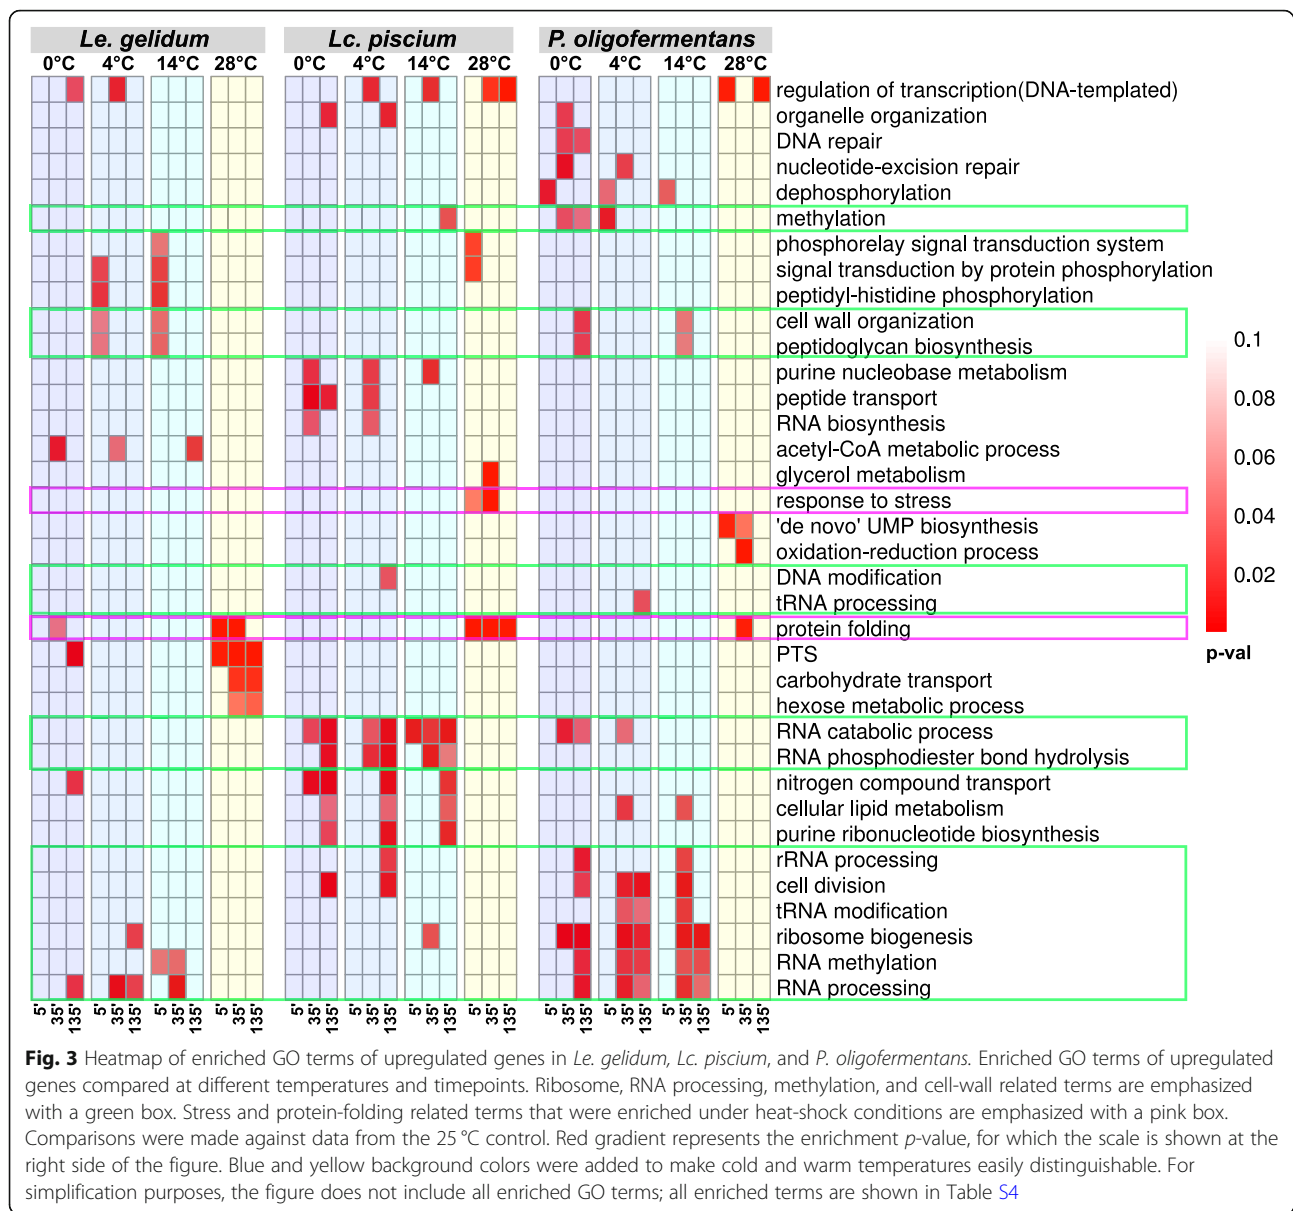 Le. gelidum Lc. piscium P. oligofermentans
0°C 4°C 14°C 28°C 0°C 4°C 14°C 28°C 0°C 4°C 14°C 28°C
regulation of transcription(DNA-templated)
organelle organization
DNA repair
nucleotide-excision repair
dephosphorylation
methylation
phosphorelay signal transduction system
signal transduction by protein phosphorylation
peptidyl-histidine phosphorylation
cell wall organization
peptidoglycan biosynthesis
purine nucleobase metabolism
peptide transport
RNA biosynthesis
acetyl-CoA metabolic process
glycerol metabolism
response to stress
'de novo' UMP biosynthesis
oxidation-reduction process
DNA modification
tRNA processing
protein folding
PTS
carbohydrate transport
hexose metabolic process
RNA catabolic process
RNA phosphodiester bond hydrolysis
nitrogen compound transport
cellular lipid metabolism
purine ribonucleotide biosynthesis
rRNA processing
cell division
tRNA modification
ribosome biogenesis
RNA methylation
RNA processing
0.1
0.08
0.06
0.04
0.02
p-val
5' 35' 135' 5' 35' 135' 5' 35' 135' 5' 35' 135' 5' 35' 135' 5' 35' 135' 5' 35' 135' 5' 35' 135' 5' 35' 135' 5' 35' 135' 5' 35' 135' 5' 35' 135'
Fig. 3 Heatmap of enriched GO terms of upregulated genes in Le. gelidum, Lc. piscium, and P. oligofermentans. Enriched GO terms of upregulated
genes compared at different temperatures and timepoints. Ribosome, RNA processing, methylation, and cell-wall related terms are emphasized
with a green box. Stress and protein-folding related terms that were enriched under heat-shock conditions are emphasized with a pink box.
Comparisons were made against data from the 25 °C control. Red gradient represents the enrichment p-value, for which the scale is shown at the
right side of the figure. Blue and yellow background colors were added to make cold and warm temperatures easily distinguishable. For
simplification purposes, the figure does not include all enriched GO terms; all enriched terms are shown in Table S4